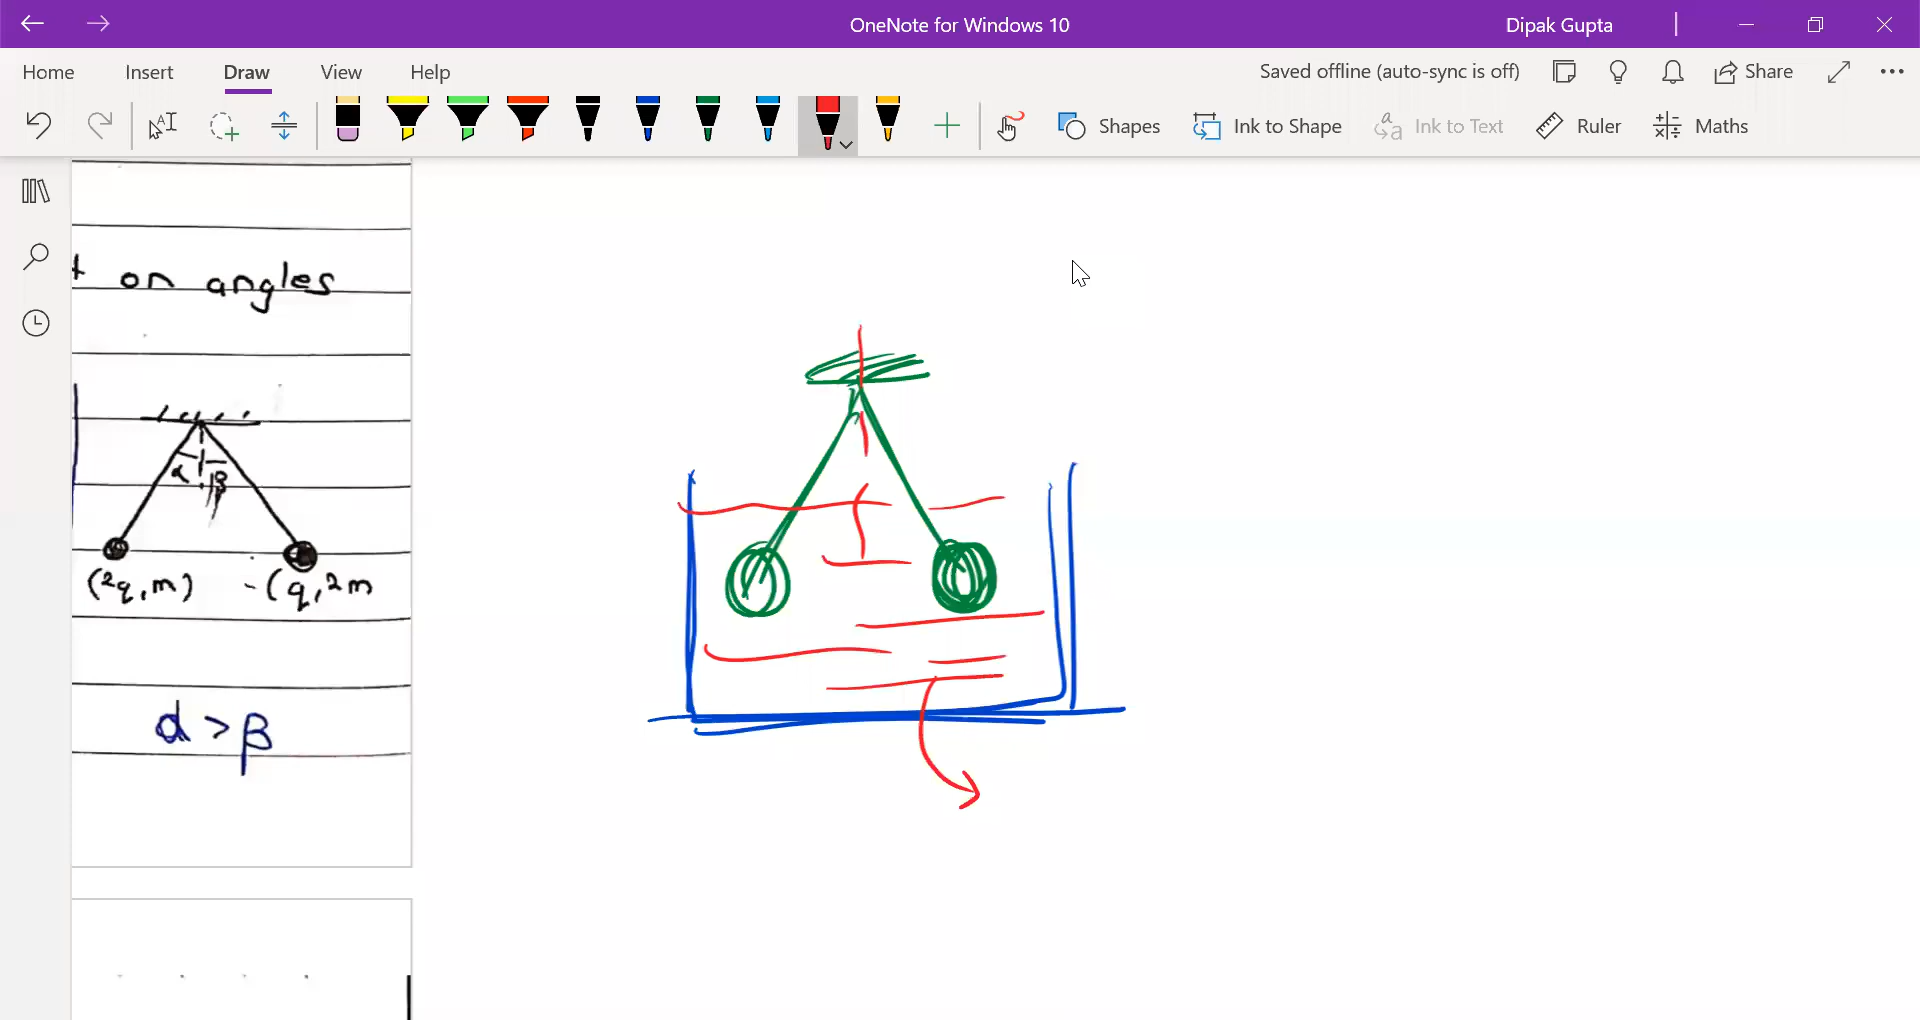 OneNote for Windows 10
Dipak Gupta
Home Insert Draw View Help
Saved offline (auto-sync is off) Share
Shapes Ink to Shape Ink to Text Ruler Maths
on angles
α β
(2q, m) -(q, 2m
α > β